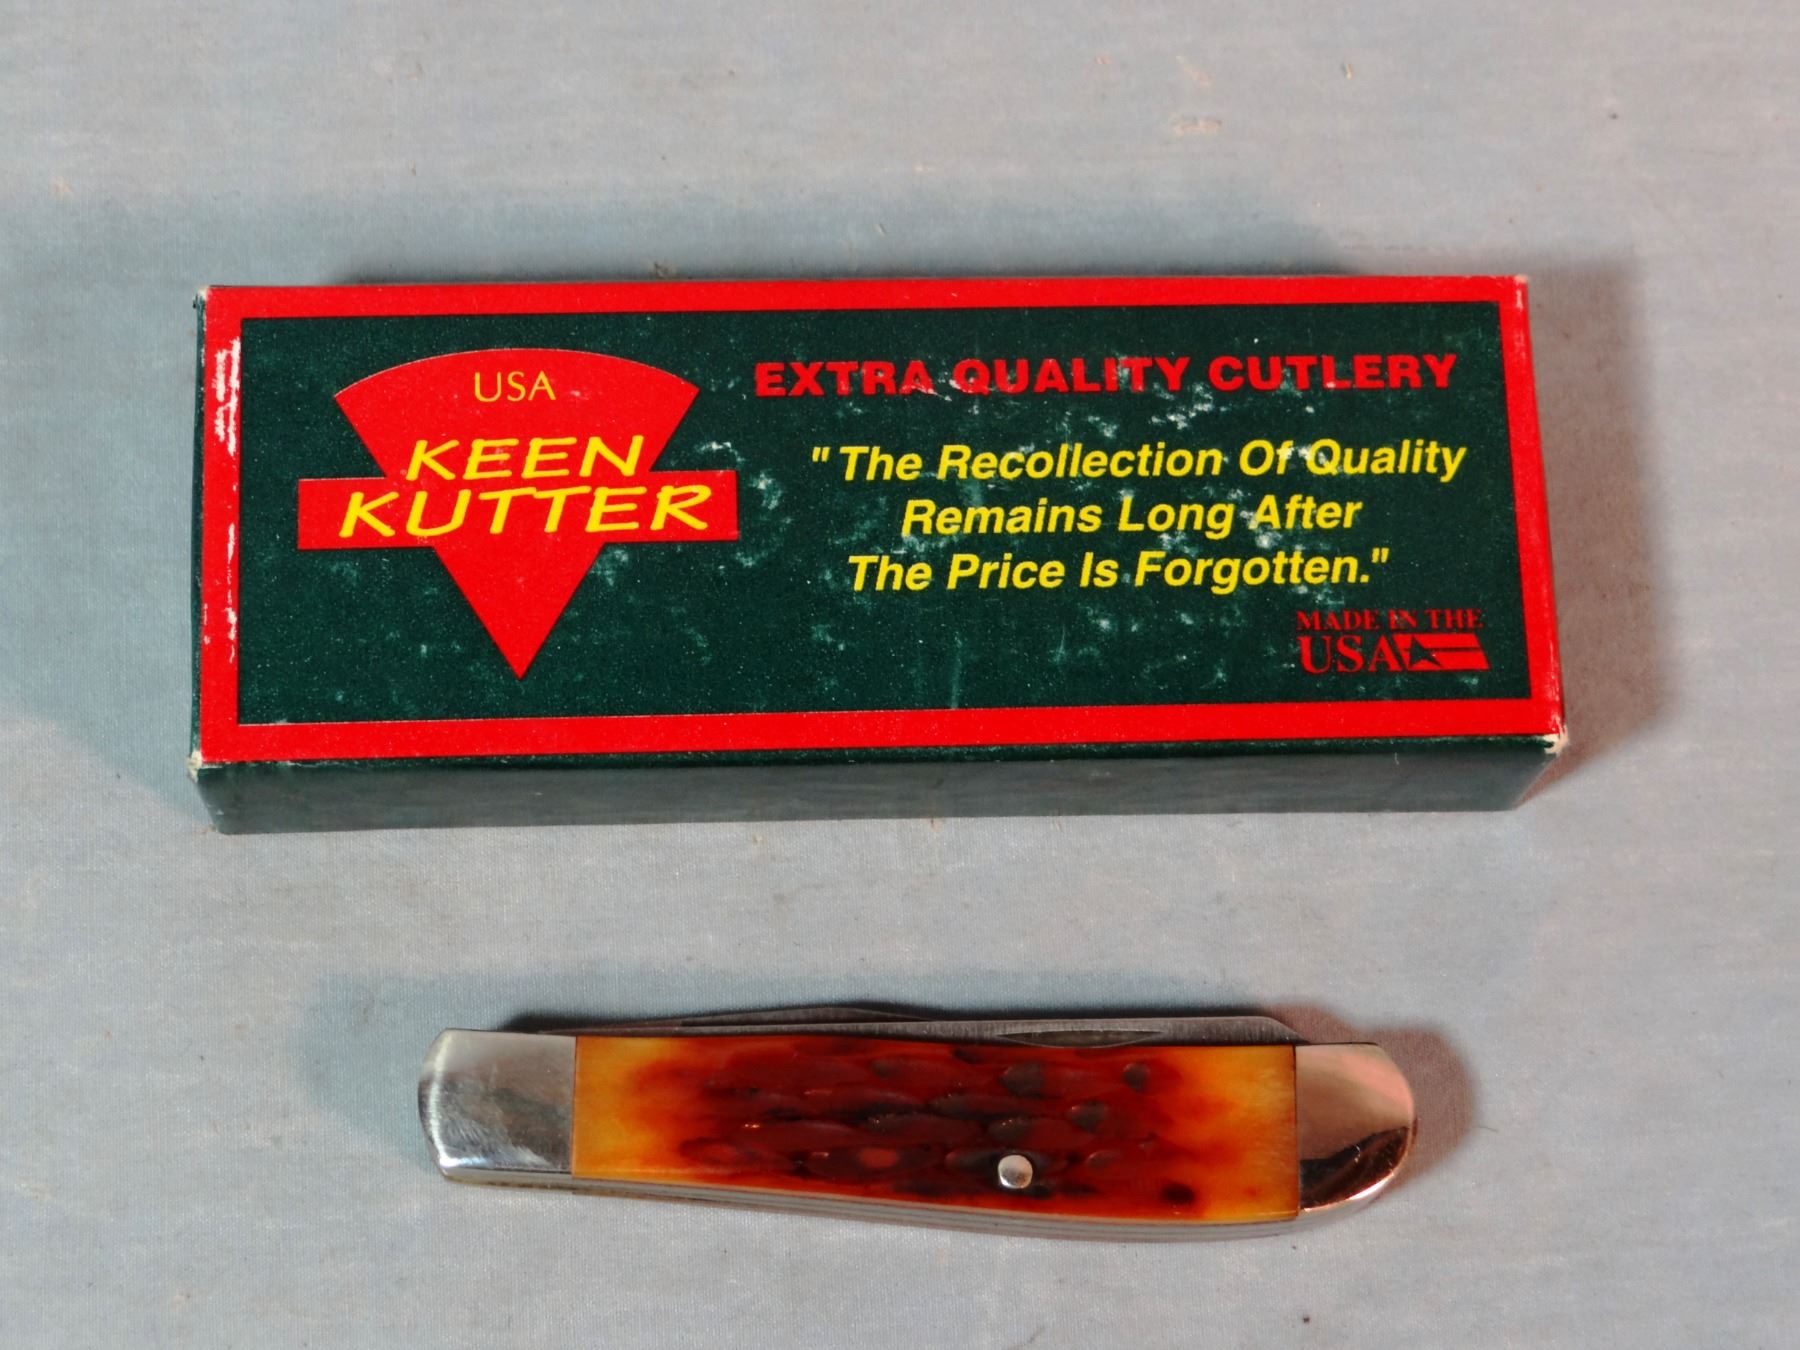 USA
KEEN
KUTTER
EXTRA QUALITY CUTLERY
"The Recollection Of Quality
Remains Long After
The Price Is Forgotten."
MADE IN THE
USA